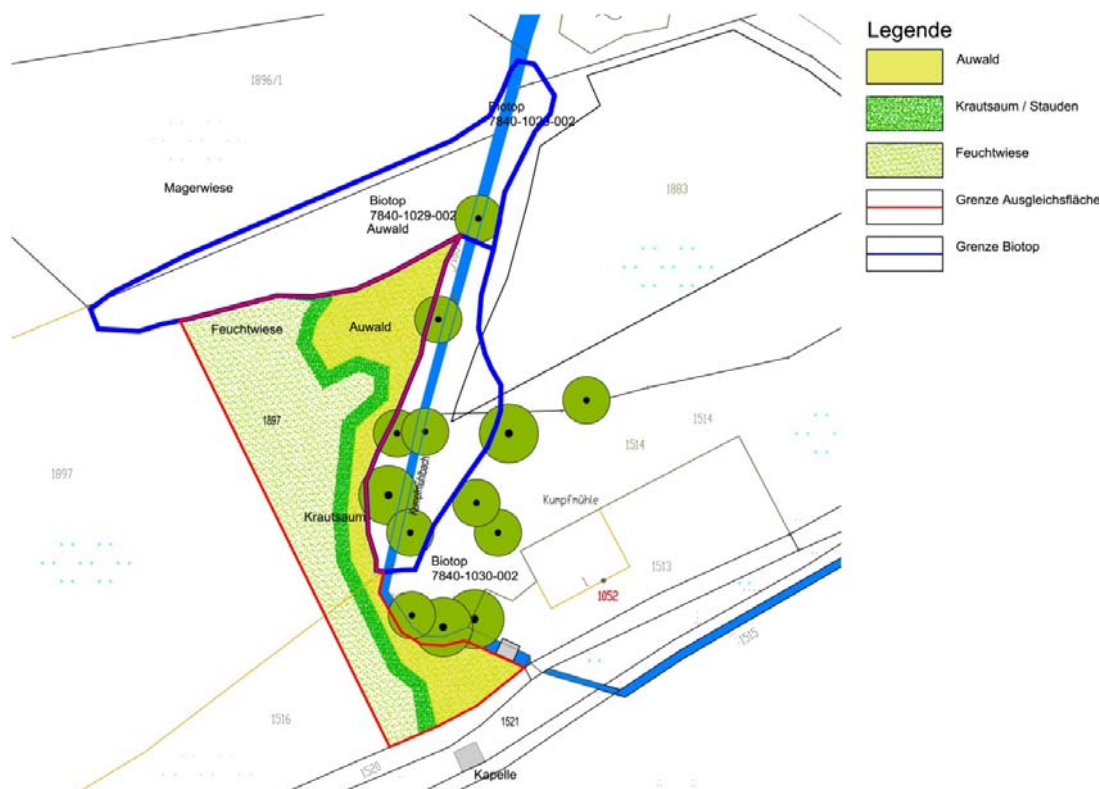 Legende
Auwald
Krautsaum / Stauden
Feuchtwiese
Grenze Ausgleichsfläche
Grenze Biotop
1896/1
Biotop
7840-1029-002
Magerwiese
1883
Biotop
7840-1029-002
Auwald
Feuchtwiese
Auwald
1897
1514
1514
1897
Kumpfmühlbach
Kumpfmühle
Krautsaum
Biotop
7840-1030-002
1513
1052
1515
1516
1521
1520
Kapelle